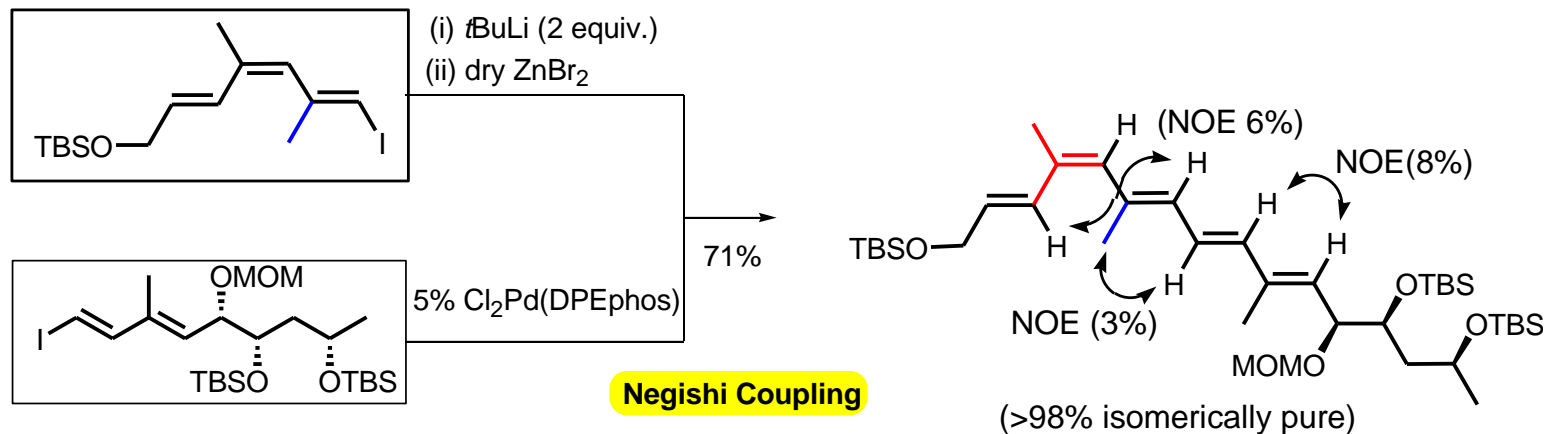 (i) tBuLi (2 equiv.)
(ii) dry ZnBr2
TBSO
I
H
(NOE 6%)
H
NOE(8%)
H
H
TBSO
H
71%
H
NOE (3%)
OTBS
OTBS
MOMO
OMOM
5% Cl2Pd(DPEphos)
I
TBSO
OTBS
Negishi Coupling
(>98% isomerically pure)